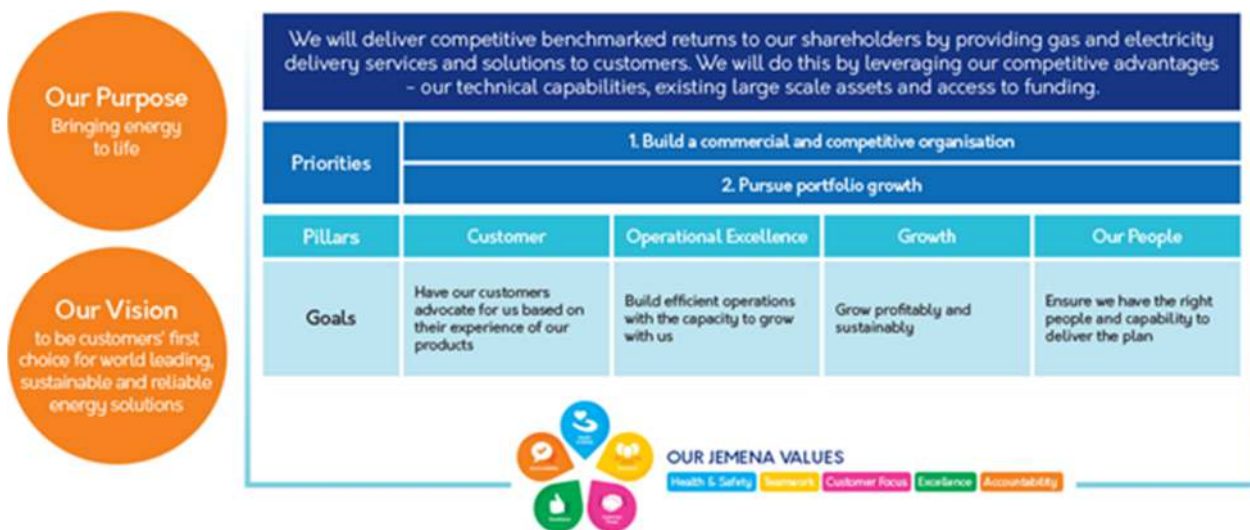 Our Purpose
Bringing energy
to life
Our Vision
to be customers' first
choice for world leading,
sustainable and reliable
energy solutions
We will deliver competitive benchmarked returns to our shareholders by providing gas and electricity
delivery services and solutions to customers. We will do this by leveraging our competitive advantages
– our technical capabilities, existing large scale assets and access to funding.
Priorities
1. Build a commercial and competitive organisation
2. Pursue portfolio growth
Pillars
Customer
Operational Excellence
Growth
Our People
Goals
Have our customers
advocate for us based on
their experience of our
products
Build efficient operations
with the capacity to grow
with us
Grow profitably and
sustainably
Ensure we have the right
people and capability to
deliver the plan
OUR JEMENA VALUES
Health & Safety
Teamwork
Customer Focus
Excellence
Accountability